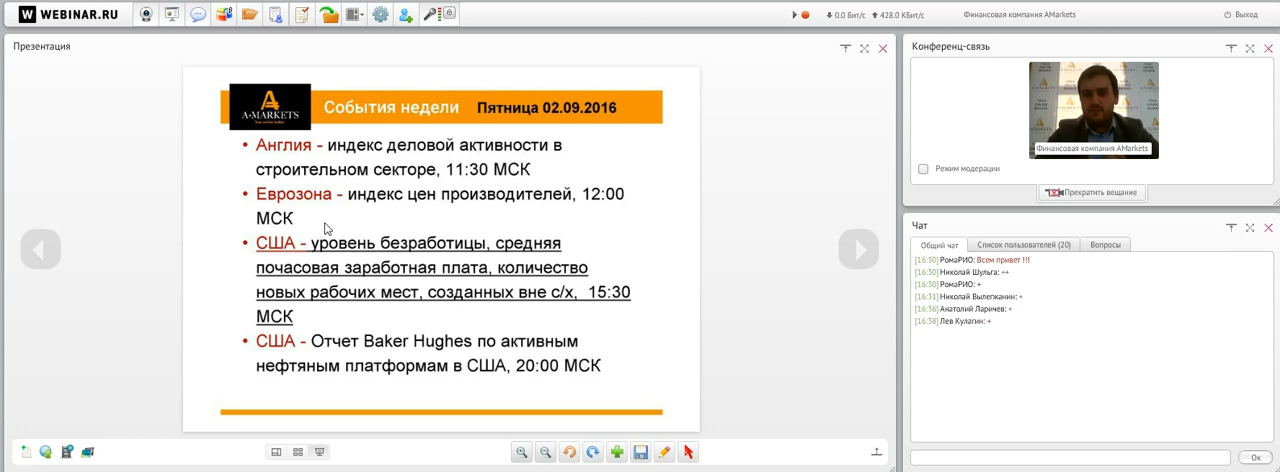 W WEBINAR.RU
0.0 Бит/с 428.0 КБит/с
Финансовая компания AMarkets
Выход
Презентация
A·MARKETS
События недели Пятница 02.09.2016
• Англия - индекс деловой активности в
строительном секторе, 11:30 МСК
• Еврозона - индекс цен производителей, 12:00
МСК
• США - уровень безработицы, средняя
почасовая заработная плата, количество
новых рабочих мест, созданных вне с/х, 15:30
МСК
• США - Отчет Baker Hughes по активным
нефтяным платформам в США, 20:00 МСК
Конференц-связь
Финансовая компания AMarkets
Режим модерации
Прекратить вещание
Чат
Общий чат Список пользователей (20) Вопросы
[16:30] РомаРИО: Всем привет !!!
[16:30] Николай Шульга: ++
[16:30] РомаРИО: +
[16:31] Николай Вылегжанин: +
[16:36] Анатолий Ларичев: +
[16:38] Лев Кулагин: +
Ок